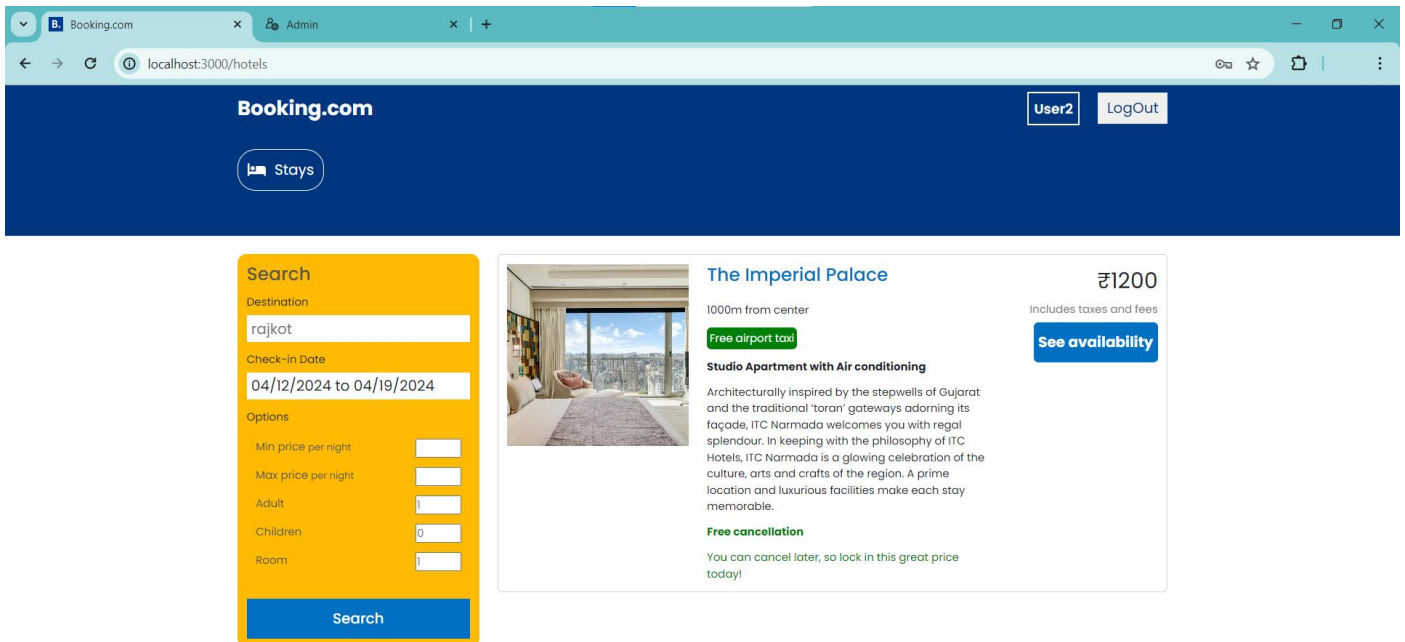 Booking.com
Admin
localhost:3000/hotels
Booking.com
User2
LogOut
Stays
Search
Destination
rajkot
Check-in Date
04/12/2024 to 04/19/2024
Options
Min price per night
Max price per night
Adult 1
Children 0
Room 1
Search
The Imperial Palace
1000m from center
Free airport taxi
Studio Apartment with Air conditioning
Architecturally inspired by the stepwells of Gujarat
and the traditional ‘toran’ gateways adorning its
façade, ITC Narmada welcomes you with regal
splendour. In keeping with the philosophy of ITC
Hotels, ITC Narmada is a glowing celebration of the
culture, arts and crafts of the region. A prime
location and luxurious facilities make each stay
memorable.
Free cancellation
You can cancel later, so lock in this great price
today!
₹1200
Includes taxes and fees
See availability